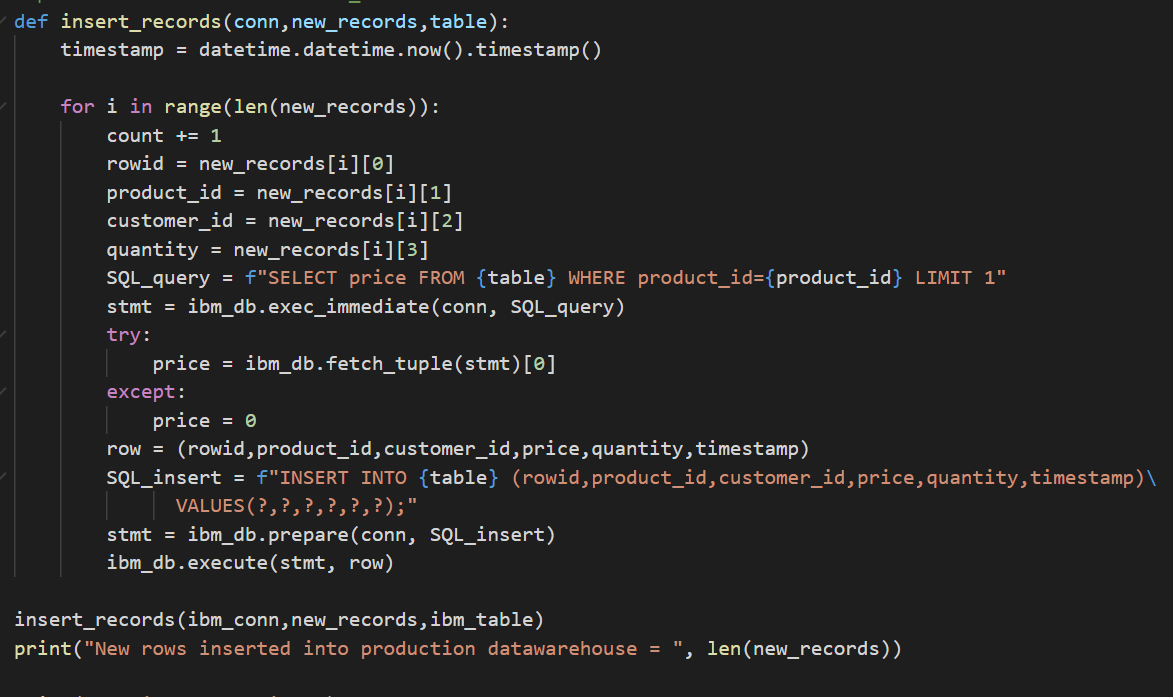 def insert_records(conn,new_records,table):
    timestamp = datetime.datetime.now().timestamp()
    for i in range(len(new_records)):
        count += 1
        rowid = new_records[i][0]
        product_id = new_records[i][1]
        customer_id = new_records[i][2]
        quantity = new_records[i][3]
        SQL_query = f"SELECT price FROM {table} WHERE product_id={product_id} LIMIT 1"
        stmt = ibm_db.exec_immediate(conn, SQL_query)
        try:
            price = ibm_db.fetch_tuple(stmt)[0]
        except:
            price = 0
        row = (rowid,product_id,customer_id,price,quantity,timestamp)
        SQL_insert = f"INSERT INTO {table} (rowid,product_id,customer_id,price,quantity,timestamp)\
              VALUES(?,?,?,?,?,?);"
        stmt = ibm_db.prepare(conn, SQL_insert)
        ibm_db.execute(stmt, row)
insert_records(ibm_conn,new_records,ibm_table)
print("New rows inserted into production datawarehouse = ", len(new_records))